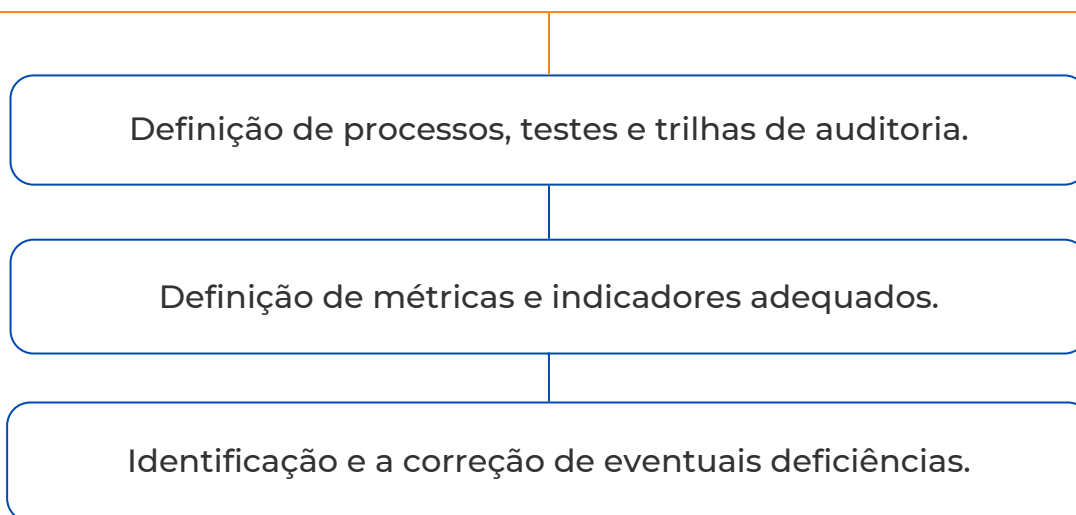 Definição de processos, testes e trilhas de auditoria.
Definição de métricas e indicadores adequados.
Identificação e a correção de eventuais deficiências.